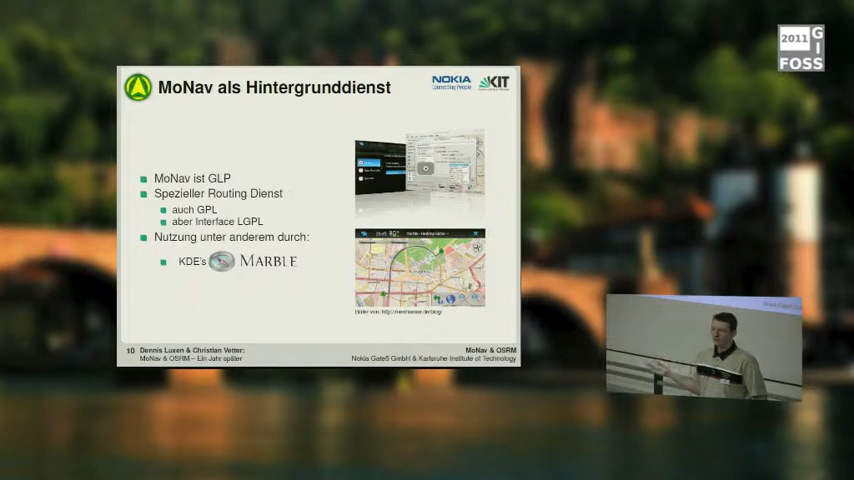 2011
G
I
FOSS
MoNav als Hintergrunddienst
NOKIA
Connecting People
KIT
MoNav ist GLP
Spezieller Routing Dienst
auch GPL
aber Interface LGPL
Nutzung unter anderem durch:
KDE's MARBLE
10 Dennis Luxen & Christian Vetter:
MoNav & OSRM – Ein Jahr später
MoNav & OSRM
Nokia Gate5 GmbH & Karlsruhe Institute of Technology